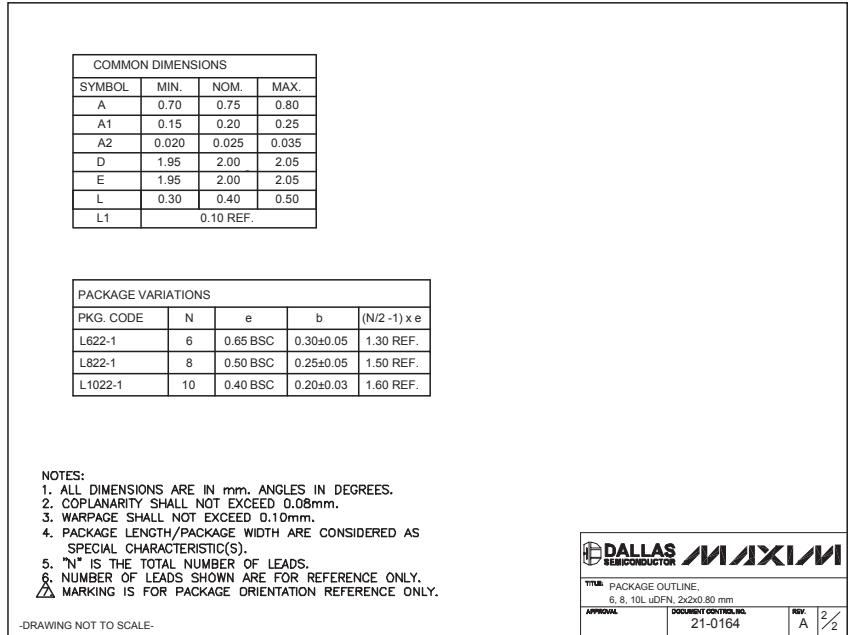 COMMON DIMENSIONS
SYMBOL MIN. NOM. MAX.
A 0.70 0.75 0.80
A1 0.15 0.20 0.25
A2 0.020 0.025 0.035
D 1.95 2.00 2.05
E 1.95 2.00 2.05
L 0.30 0.40 0.50
L1 0.10 REF.
PACKAGE VARIATIONS
PKG. CODE N e b (N/2 -1) x e
L622-1 6 0.65 BSC 0.30±0.05 1.30 REF.
L822-1 8 0.50 BSC 0.25±0.05 1.50 REF.
L1022-1 10 0.40 BSC 0.20±0.03 1.60 REF.
NOTES:
1. ALL DIMENSIONS ARE IN mm. ANGLES IN DEGREES.
2. COPLANARITY SHALL NOT EXCEED 0.08mm.
3. WARPAGE SHALL NOT EXCEED 0.10mm.
4. PACKAGE LENGTH/PACKAGE WIDTH ARE CONSIDERED AS
SPECIAL CHARACTERISTIC(S).
5. "N" IS THE TOTAL NUMBER OF LEADS.
6. NUMBER OF LEADS SHOWN ARE FOR REFERENCE ONLY.
7. MARKING IS FOR PACKAGE ORIENTATION REFERENCE ONLY.
-DRAWING NOT TO SCALE-
DALLAS SEMICONDUCTOR MAXIM
TITLE: PACKAGE OUTLINE,
6, 8, 10L uDFN, 2x2x0.80 mm
APPROVAL DOCUMENT CONTROL NO. REV.
21-0164 A 2/2